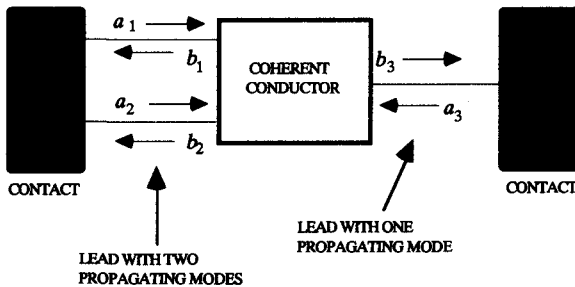 a1
b1
a2
b2
COHERENT
CONDUCTOR
b3
a3
CONTACT
CONTACT
LEAD WITH TWO
PROPAGATING MODES
LEAD WITH ONE
PROPAGATING MODE